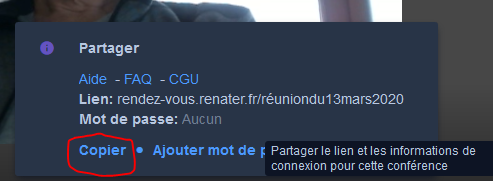 Partager
Aide - FAQ - CGU
Lien: rendez-vous.renater.fr/réuniondu13mars2020
Mot de passe: Aucun
Copier • Ajouter mot de
Partager le lien et les informations de
connexion pour cette conférence